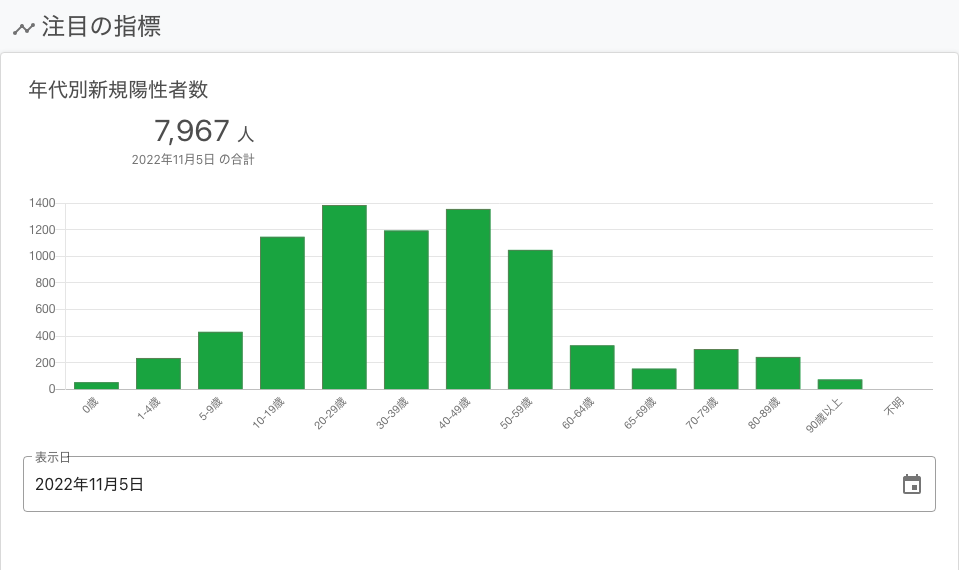 注目の指標
年代別新規陽性者数
7,967 人
2022年11月5日 の合計
1400
1200
1000
800
600
400
200
0
0歳
1-4歳
5-9歳
10-19歳
20-29歳
30-39歳
40-49歳
50-59歳
60-64歳
65-69歳
70-79歳
80-89歳
90歳以上
不明
表示日
2022年11月5日